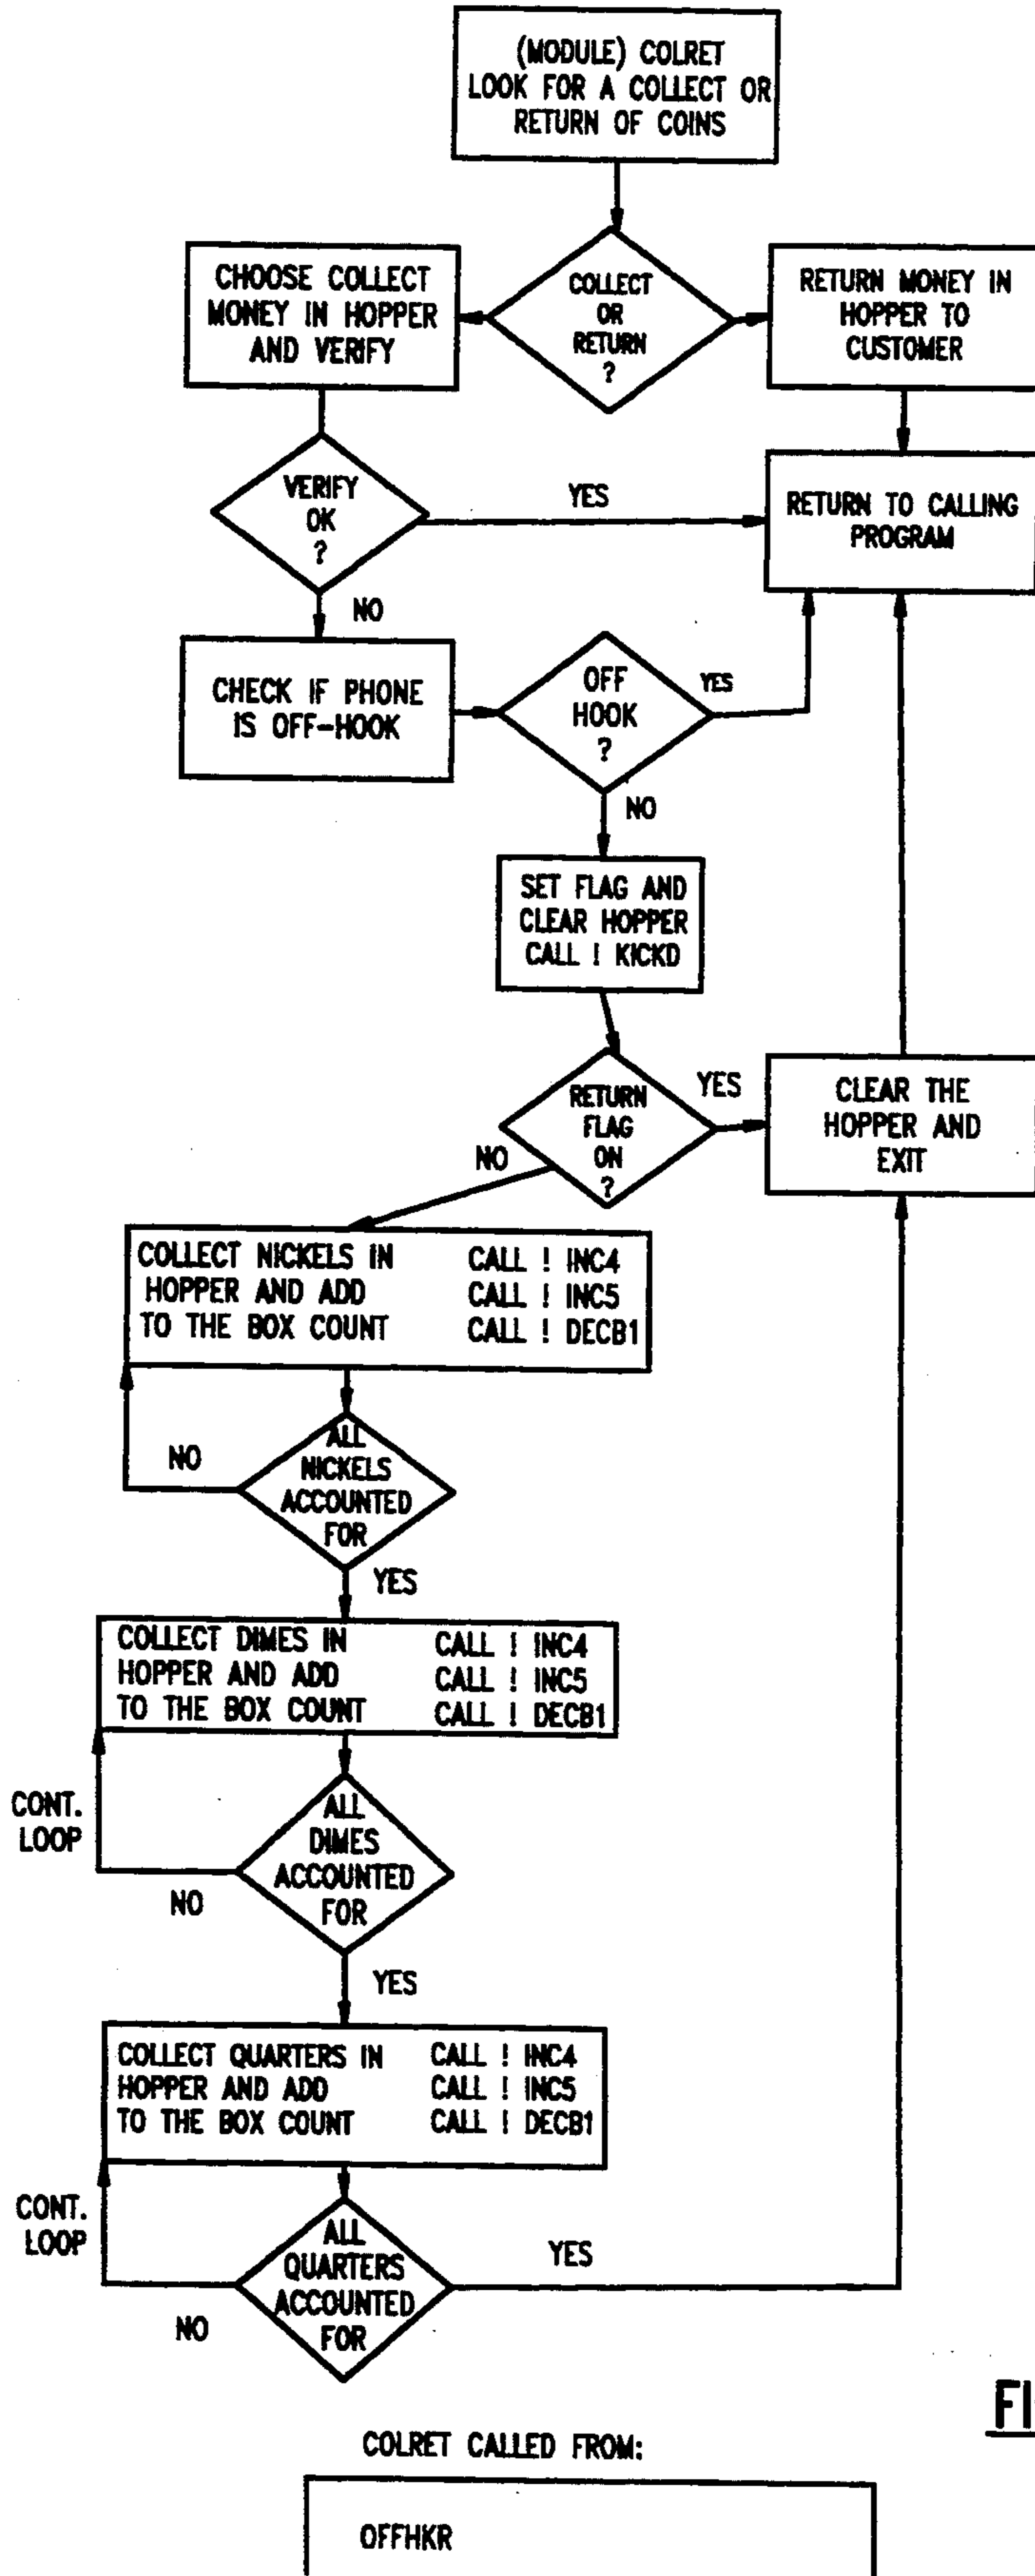 (MODULE) COLRET
LOOK FOR A COLLECT OR
RETURN OF COINS
CHOOSE COLLECT
MONEY IN HOPPER
AND VERIFY
COLLECT
OR
RETURN
?
RETURN MONEY IN
HOPPER TO
CUSTOMER
VERIFY
OK
?
YES
RETURN TO CALLING
PROGRAM
NO
CHECK IF PHONE
IS OFF-HOOK
OFF
HOOK
?
YES
NO
SET FLAG AND
CLEAR HOPPER
CALL ! KICKD
RETURN
FLAG
ON
?
YES
CLEAR THE
HOPPER AND
EXIT
NO
COLLECT NICKELS IN
HOPPER AND ADD
TO THE BOX COUNT
CALL ! INC4
CALL ! INC5
CALL ! DECB1
ALL
NICKELS
ACCOUNTED
FOR
NO
YES
COLLECT DIMES IN
HOPPER AND ADD
TO THE BOX COUNT
CALL ! INC4
CALL ! INC5
CALL ! DECB1
CONT.
LOOP
ALL
DIMES
ACCOUNTED
FOR
NO
YES
COLLECT QUARTERS IN
HOPPER AND ADD
TO THE BOX COUNT
CALL ! INC4
CALL ! INC5
CALL ! DECB1
CONT.
LOOP
ALL
QUARTERS
ACCOUNTED
FOR
YES
NO
FI
COLRET CALLED FROM:
OFFHKR